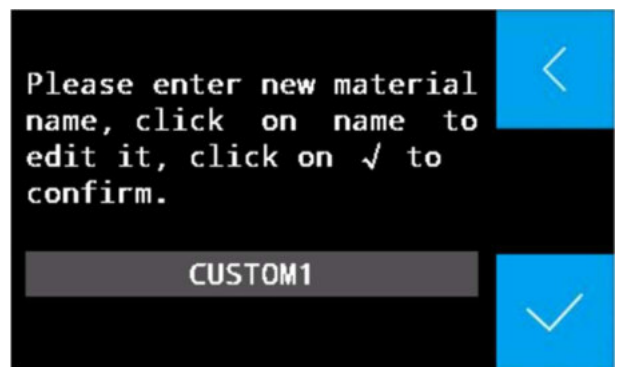 Please enter new material
name, click on name to
edit it, click on √ to
confirm.
CUSTOM1